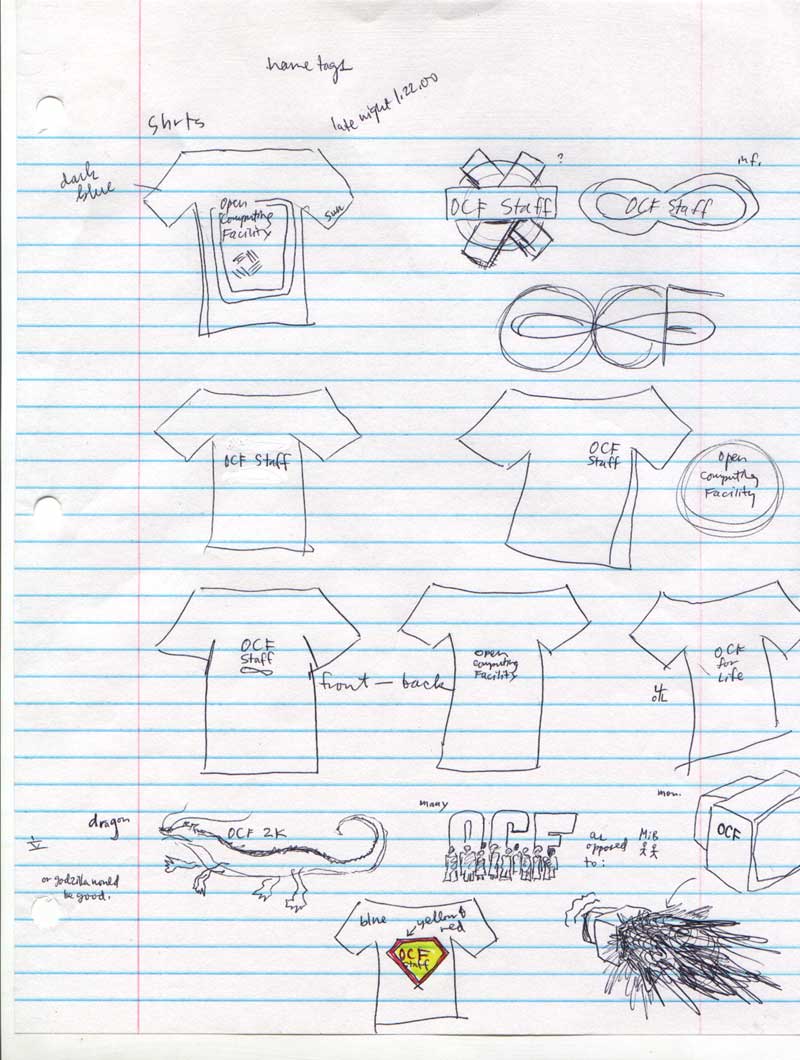 name tags
late night 1.22.00
Shrts
dark
blue
Open
Computing
Facility
Sun
?
OCF Staff
inf.
OCF Staff
OCF
OCF Staff
OCF
Staff
Open
Computing
Facility
OCF
Staff
front — back
Open
Computing
Facility
OCF
for
Life
dragon
or godzilla would
be good.
OCF 2K
many
OCF
as
opposed
to:
MiB
mon.
OCF
blue
yellow &
red
OCF
Staff